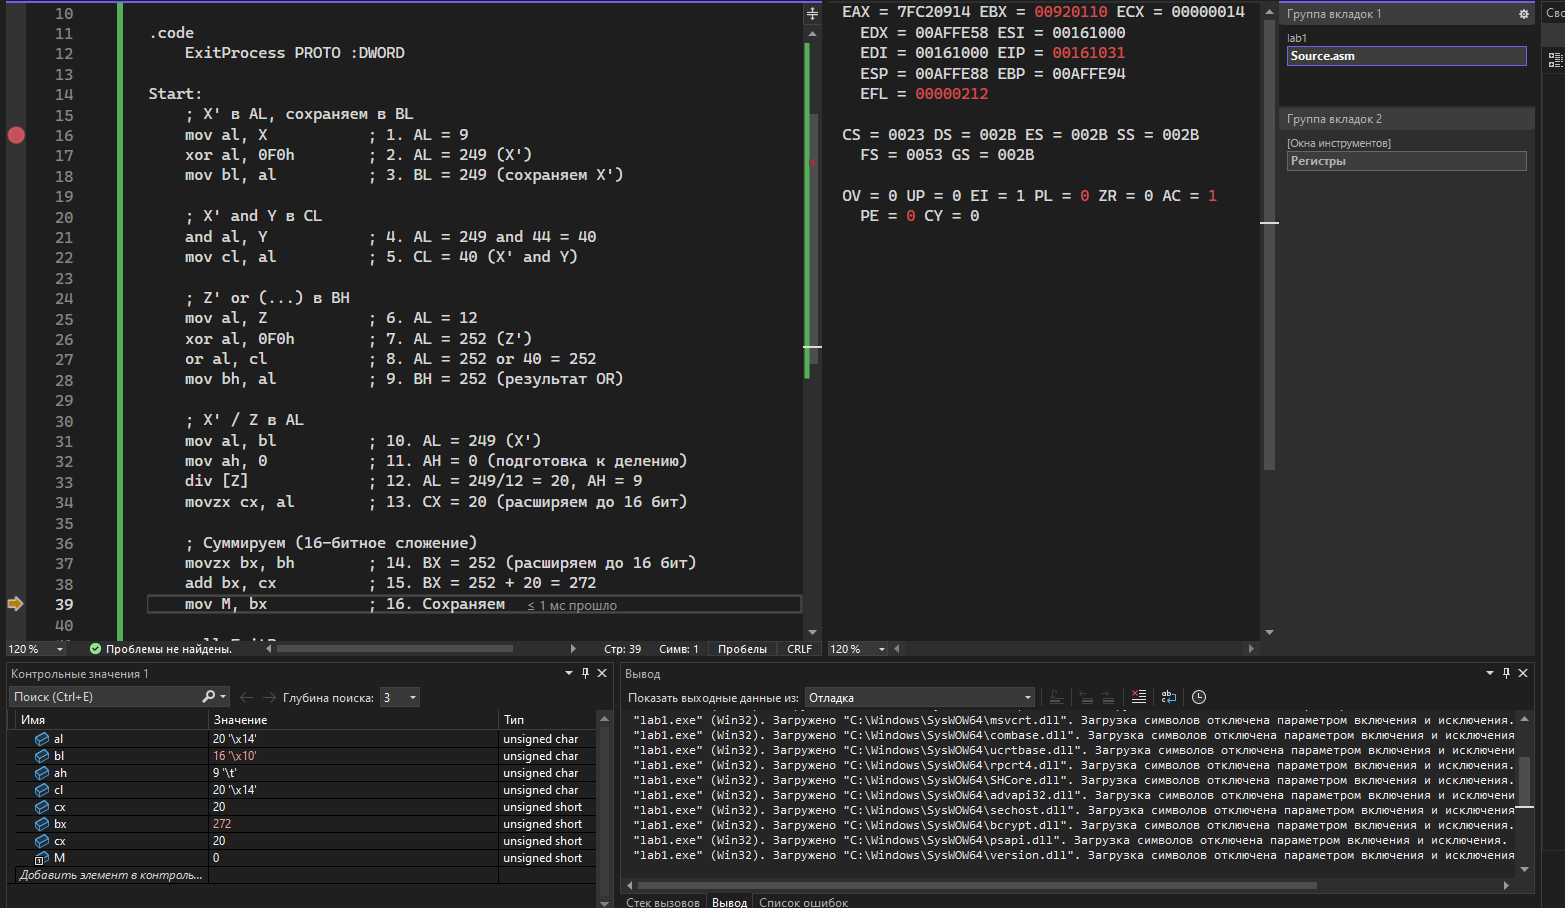 10
11 .code
12 ExitProcess PROTO :DWORD
13
14 Start:
15 ; X' в AL, сохраняем в BL
16 mov al, X ; 1. AL = 9
17 xor al, 0F0h ; 2. AL = 249 (X')
18 mov bl, al ; 3. BL = 249 (сохраняем X')
19
20 ; X' and Y в CL
21 and al, Y ; 4. AL = 249 and 44 = 40
22 mov cl, al ; 5. CL = 40 (X' and Y)
23
24 ; Z' or (...) в BH
25 mov al, Z ; 6. AL = 12
26 xor al, 0F0h ; 7. AL = 252 (Z')
27 or al, cl ; 8. AL = 252 or 40 = 252
28 mov bh, al ; 9. BH = 252 (результат OR)
29
30 ; X' / Z в AL
31 mov al, bl ; 10. AL = 249 (X')
32 mov ah, 0 ; 11. AH = 0 (подготовка к делению)
33 div [Z] ; 12. AL = 249/12 = 20, AH = 9
34 movzx cx, al ; 13. CX = 20 (расширяем до 16 бит)
35
36 ; Суммируем (16-битное сложение)
37 movzx bx, bh ; 14. BX = 252 (расширяем до 16 бит)
38 add bx, cx ; 15. BX = 252 + 20 = 272
39 mov M, bx ; 16. Сохраняем ≤ 1 мс прошло
40
120 % Проблемы не найдены. Стр: 39 Симв: 1 Пробелы CRLF
EAX = 7FC20914 EBX = 00920110 ECX = 00000014
EDX = 00AFFE58 ESI = 00161000
EDI = 00161000 EIP = 00161031
ESP = 00AFFE88 EBP = 00AFFE94
EFL = 00000212
CS = 0023 DS = 002B ES = 002B SS = 002B
FS = 0053 GS = 002B
OV = 0 UP = 0 EI = 1 PL = 0 ZR = 0 AC = 1
PE = 0 CY = 0
120 %
Группа вкладок 1
lab1
Source.asm
Группа вкладок 2
[Окна инструментов]
Регистры
Сво
Контрольные значения 1
Поиск (Ctrl+E) Глубина поиска: 3
Имя Значение Тип
al 20 '\x14' unsigned char
bl 16 '\x10' unsigned char
ah 9 '\t' unsigned char
cl 20 '\x14' unsigned char
cx 20 unsigned short
bx 272 unsigned short
cx 20 unsigned short
M 0 unsigned short
Добавить элемент в контроль...
Вывод
Показать выходные данные из: Отладка
"lab1.exe" (Win32). Загружено "C:\Windows\SysWOW64\msvcrt.dll". Загрузка символов отключена параметром включения и исключения.
"lab1.exe" (Win32). Загружено "C:\Windows\SysWOW64\combase.dll". Загрузка символов отключена параметром включения и исключения
"lab1.exe" (Win32). Загружено "C:\Windows\SysWOW64\ucrtbase.dll". Загрузка символов отключена параметром включения и исключени
"lab1.exe" (Win32). Загружено "C:\Windows\SysWOW64\rpcrt4.dll". Загрузка символов отключена параметром включения и исключения.
"lab1.exe" (Win32). Загружено "C:\Windows\SysWOW64\SHCore.dll". Загрузка символов отключена параметром включения и исключения.
"lab1.exe" (Win32). Загружено "C:\Windows\SysWOW64\advapi32.dll". Загрузка символов отключена параметром включения и исключени
"lab1.exe" (Win32). Загружено "C:\Windows\SysWOW64\sechost.dll". Загрузка символов отключена параметром включения и исключения
"lab1.exe" (Win32). Загружено "C:\Windows\SysWOW64\bcrypt.dll". Загрузка символов отключена параметром включения и исключения.
"lab1.exe" (Win32). Загружено "C:\Windows\SysWOW64\psapi.dll". Загрузка символов отключена параметром включения и исключения.
"lab1.exe" (Win32). Загружено "C:\Windows\SysWOW64\version.dll". Загрузка символов отключена параметром включения и исключения
Стек вызовов Вывод Список ошибок